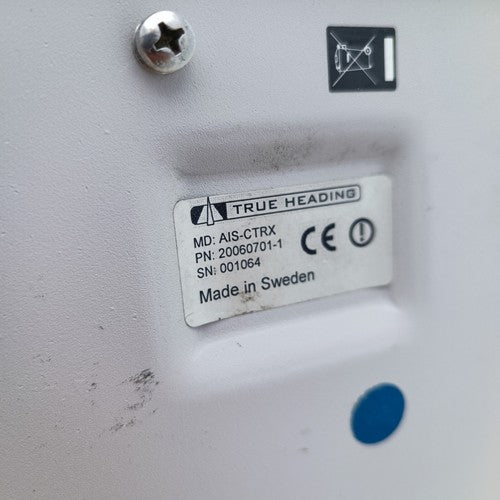 TRUE HEADING
MD: AIS-CTRX
PN: 20060701-1
SN: 001064
CE
Made in Sweden